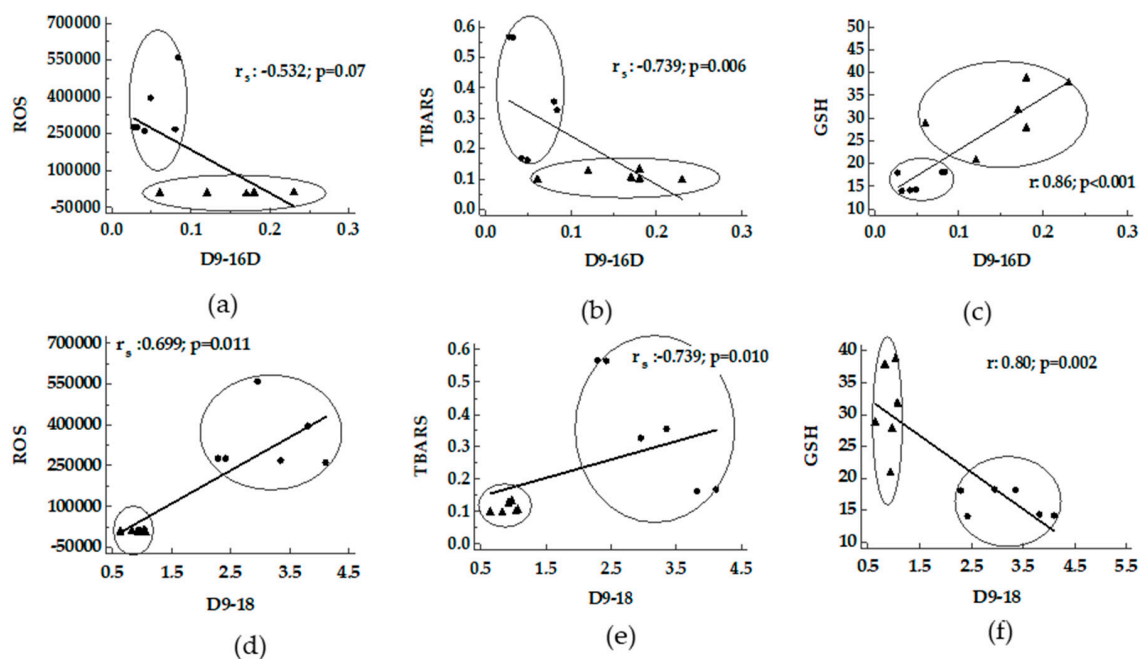 700000
550000
400000
250000
100000
-50000
ROS
r s : -0.532; p=0.07
0.0 0.1 0.2 0.3
D9-16D
(a)
0.6
0.5
0.4
0.3
0.2
0.1
0.0
TBARS
r s : -0.739; p=0.006
0.0 0.1 0.2 0.3
D9-16D
(b)
50
45
40
35
30
25
20
15
10
GSH
r: 0.86; p<0.001
0.0 0.1 0.2 0.3
D9-16D
(c)
700000
550000
400000
250000
100000
-50000
ROS
r s :0.699; p=0.011
0.5 1.5 2.5 3.5 4.5
D9-18
(d)
0.6
0.5
0.4
0.3
0.2
0.1
0.0
TBARS
r s :-0.739; p=0.010
0.5 1.5 2.5 3.5 4.5
D9-18
(e)
40
35
30
25
20
15
10
GSH
r: 0.80; p=0.002
0.5 1.5 2.5 3.5 4.5 5.5
D9-18
(f)